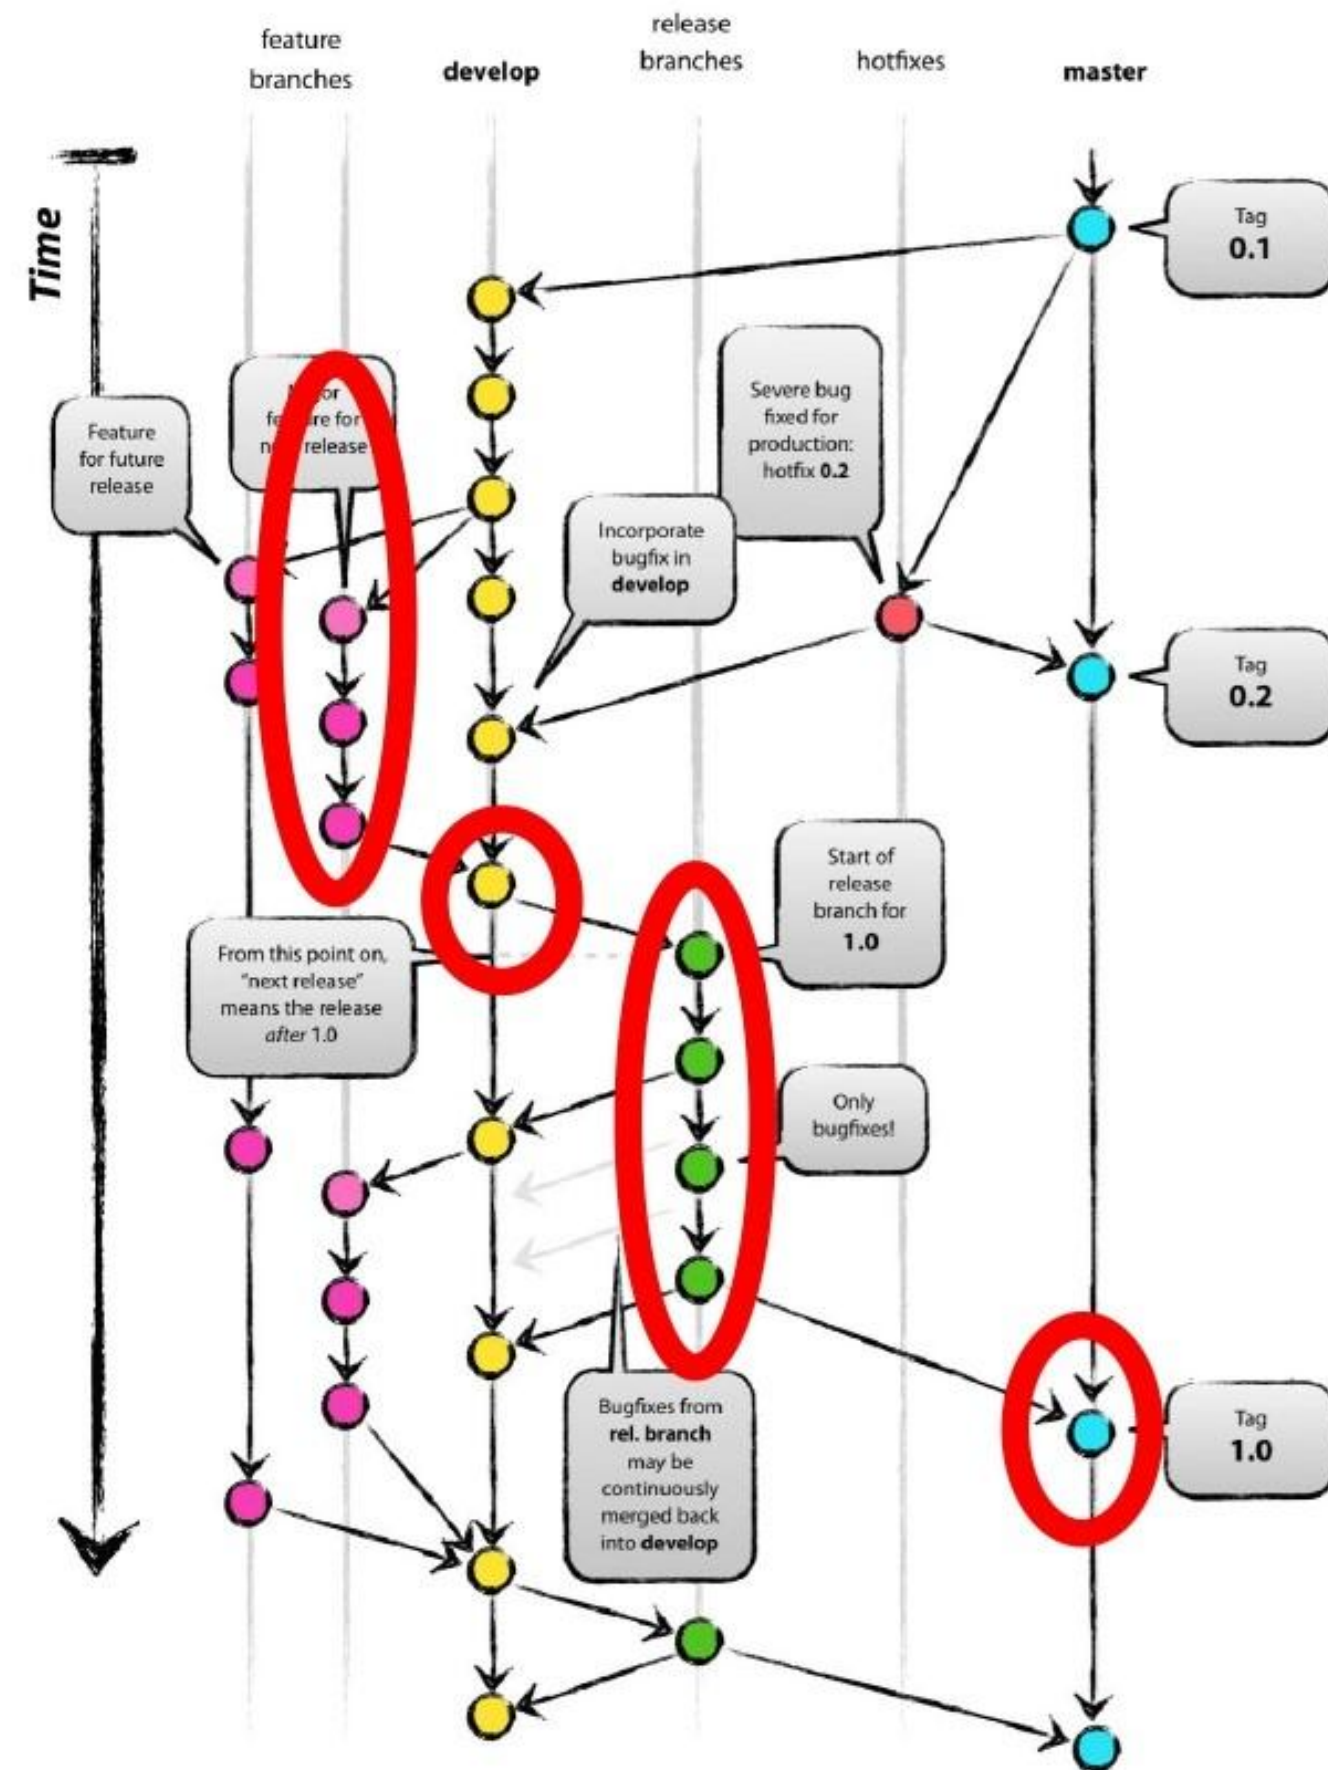 feature
branches
develop
release
branches
hotfixes
master
Time
Tag
0.1
Feature
for future
release
for
release
Severe bug
fixed for
production:
hotfix 0.2
Incorporate
bugfix in
develop
Tag
0.2
Start of
release
branch for
1.0
From this point on,
“next release”
means the release
after 1.0
Only
bugfixes!
Bugfixes from
rel. branch
may be
continuously
merged back
into develop
Tag
1.0